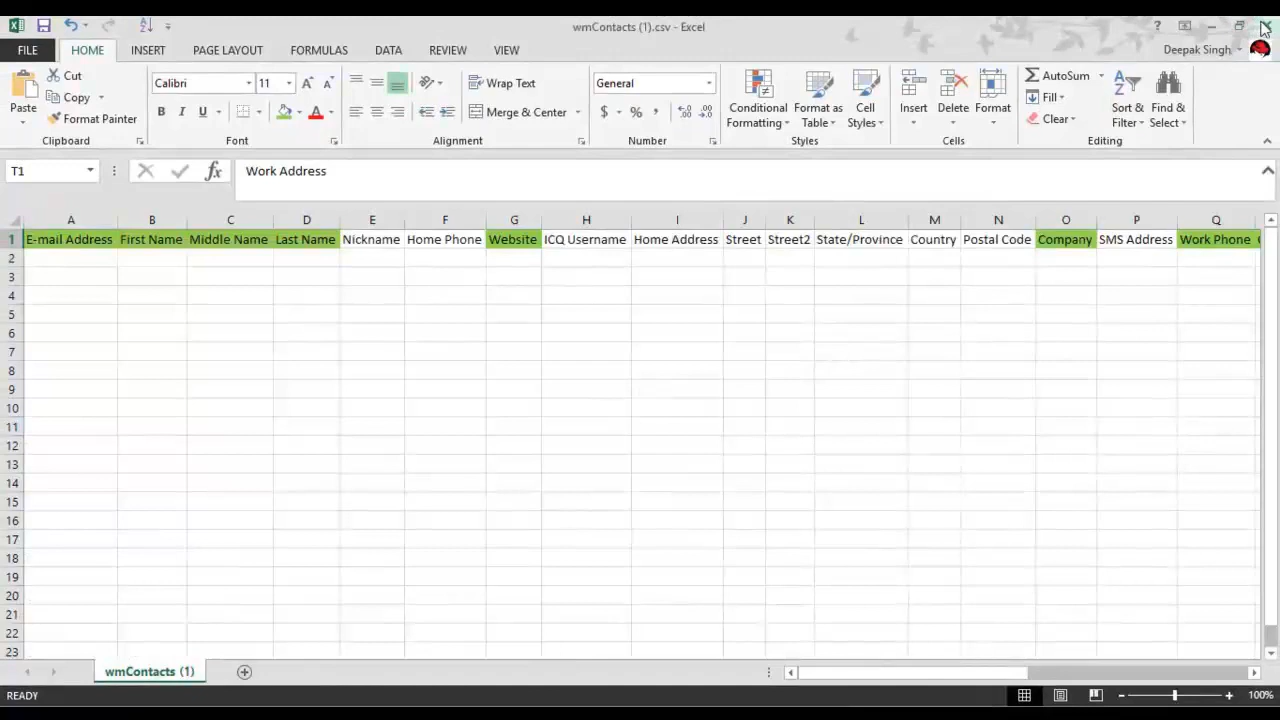 wmContacts (1).csv - Excel
?
FILE HOME INSERT PAGE LAYOUT FORMULAS DATA REVIEW VIEW Deepak Singh
Paste
Cut
Copy
Format Painter
Clipboard
Calibri 11
B I U
Font
Wrap Text
Merge & Center
Alignment
General
$ % ,
Number
Conditional Formatting
Format as Table
Cell Styles
Styles
Insert Delete Format
Cells
AutoSum
Fill
Clear
Sort & Filter
Find & Select
Editing
T1 fx Work Address
A B C D E F G H I J K L M N O P Q
1 E-mail Address First Name Middle Name Last Name Nickname Home Phone Website ICQ Username Home Address Street Street2 State/Province Country Postal Code Company SMS Address Work Phone
2
3
4
5
6
7
8
9
10
11
12
13
14
15
16
17
18
19
20
21
22
23
wmContacts (1)
READY 100%